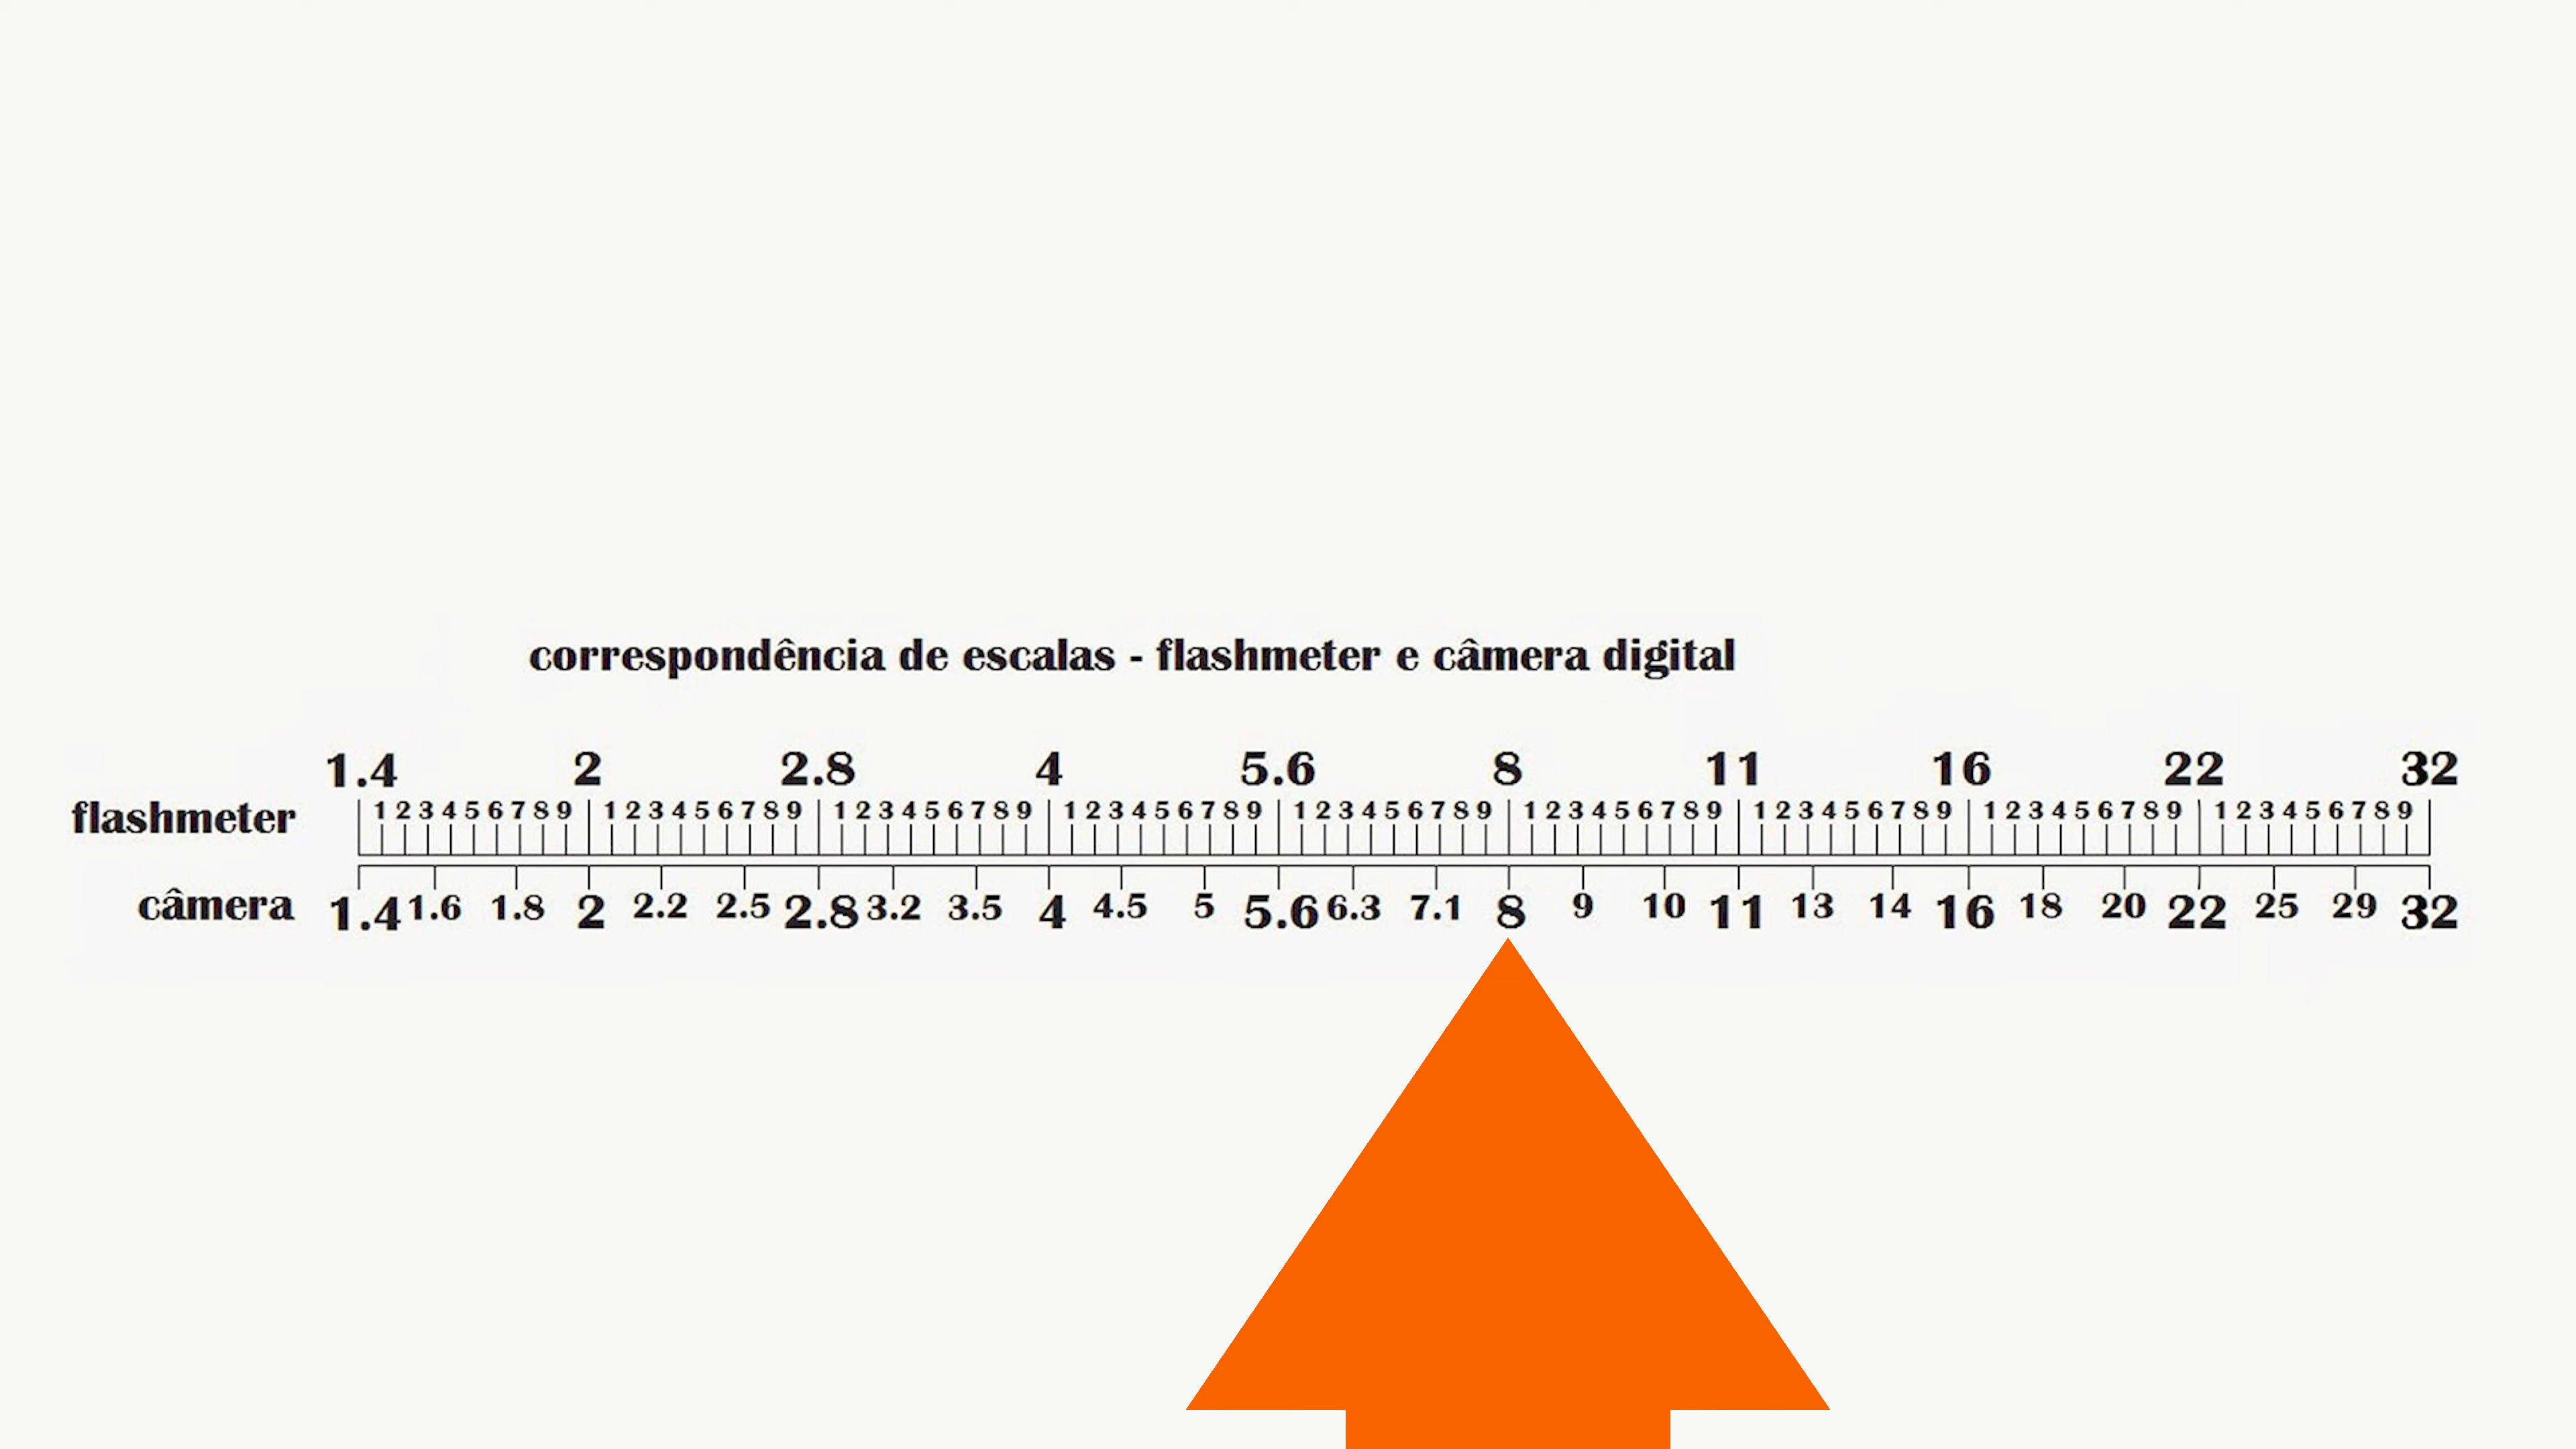 correspondência de escalas - flashmeter e câmera digital
1.4 2 2.8 4 5.6 8 11 16 22 32
flashmeter 1 2 3 4 5 6 7 8 9 1 2 3 4 5 6 7 8 9 1 2 3 4 5 6 7 8 9 1 2 3 4 5 6 7 8 9 1 2 3 4 5 6 7 8 9 1 2 3 4 5 6 7 8 9 1 2 3 4 5 6 7 8 9 1 2 3 4 5 6 7 8 9 1 2 3 4 5 6 7 8 9
câmera 1.4 1.6 1.8 2 2.2 2.5 2.8 3.2 3.5 4 4.5 5 5.6 6.3 7.1 8 9 10 11 13 14 16 18 20 22 25 29 32